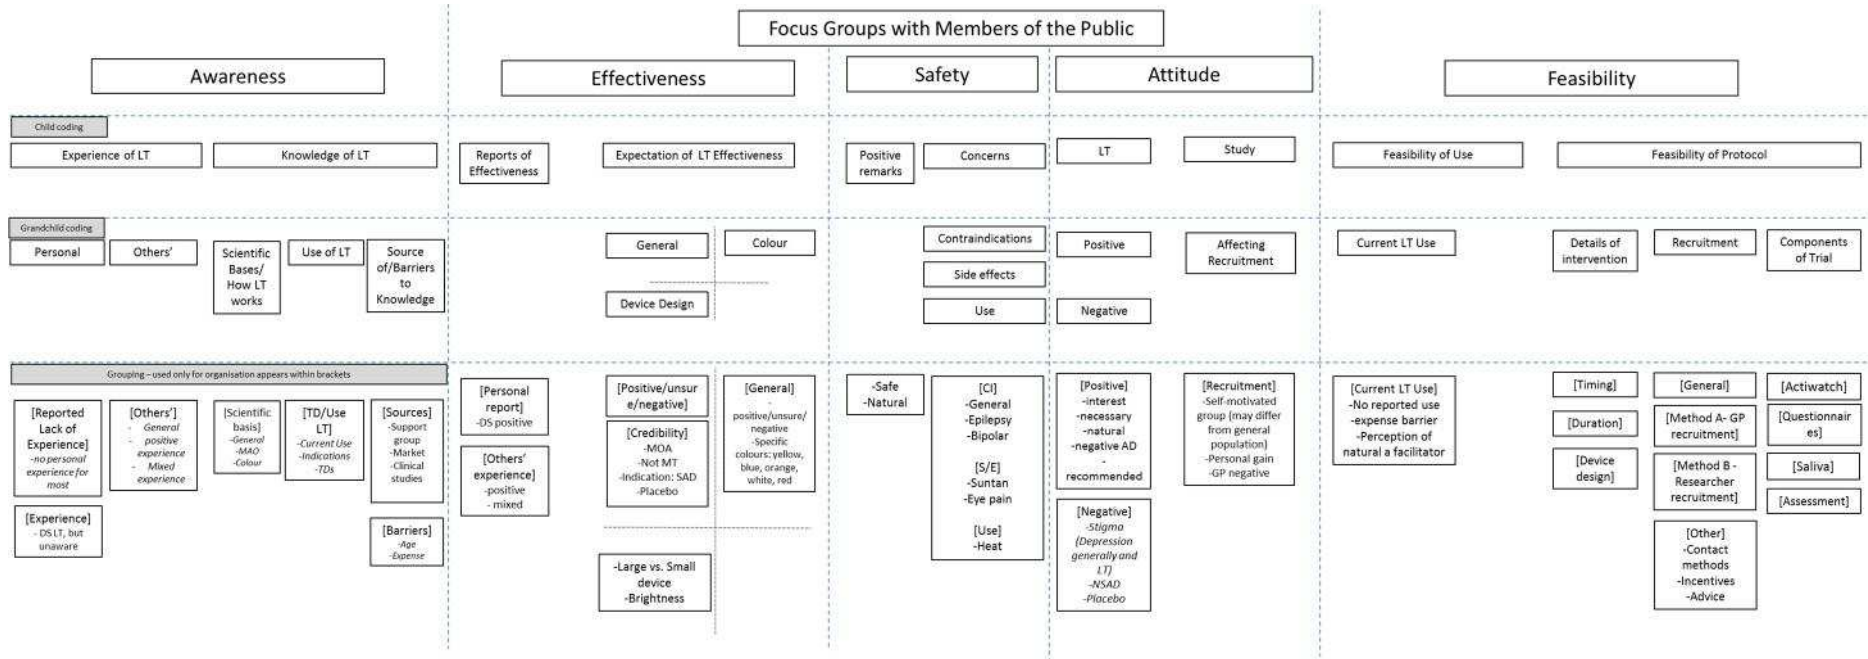 Focus Groups with Members of the Public
Awareness
Effectiveness
Safety
Attitude
Feasibility
Child coding
Experience of LT
Knowledge of LT
Reports of
Effectiveness
Expectation of LT Effectiveness
Positive
remarks
Concerns
LT
Study
Feasibility of Use
Feasibility of Protocol
Grandchild coding
Personal
Others'
Scientific
Bases/
How LT
works
Use of LT
Source
of/Barriers
to
Knowledge
General
Colour
Device Design
Contraindications
Side effects
Use
Positive
Negative
Affecting
Recruitment
Current LT Use
Details of
intervention
Recruitment
Components
of Trial
Grouping – used only for organisation appears within brackets
[Reported
Lack of
Experience]
-no personal
experience for
most
[Experience]
- DS LT, but
unaware
[Others']
- General
- positive
experience
- Mixed
experience
[Scientific
basis]
-General
-MAO
-Colour
[TD/Use
LT]
-Current Use
-Indications
-TDs
[Sources]
-Support
group
-Market
-Clinical
studies
[Barriers]
-Age
-Expense
[Personal
report]
-DS positive
[Others'
experience]
-positive
- mixed
[Positive/unsur
e/negative]
[Credibility]
-MOA
-Not MT
-Indication: SAD
-Placebo
[General]
-
positive/unsure/
negative
-Specific
colours: yellow,
blue, orange,
white, red
-Large vs. Small
device
-Brightness
-Safe
-Natural
[CI]
-General
-Epilepsy
-Bipolar
[S/E]
-Suntan
-Eye pain
[Use]
-Heat
[Positive]
-interest
-necessary
-natural
-negative AD
-
recommended
[Negative]
-Stigma
(Depression
generally and
LT)
-NSAD
-Placebo
[Recruitment]
-Self-motivated
group (may differ
from general
population)
-Personal gain
-GP negative
[Current LT Use]
-No reported use
-expense barrier
-Perception of
natural a facilitator
[Timing]
[Duration]
[Device
design]
[General]
[Method A- GP
recruitment]
[Method B -
Researcher
recruitment]
[Other]
-Contact
methods
-Incentives
-Advice
[Actiwatch]
[Questionnair
es]
[Saliva]
[Assessment]